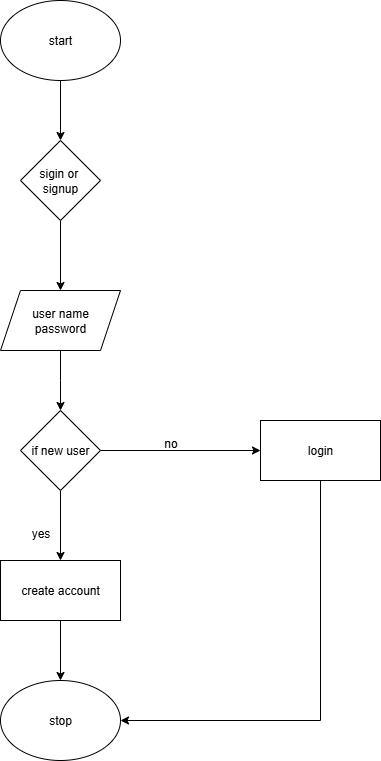 start
sigin or
signup
user name
password
if new user
no
login
yes
create account
stop